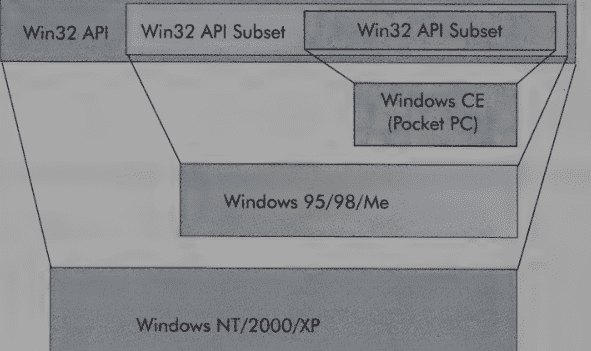 Win32 API
Win32 API Subset
Win32 API Subset
Windows CE
(Pocket PC)
Windows 95/98/Me
Windows NT/2000/XP